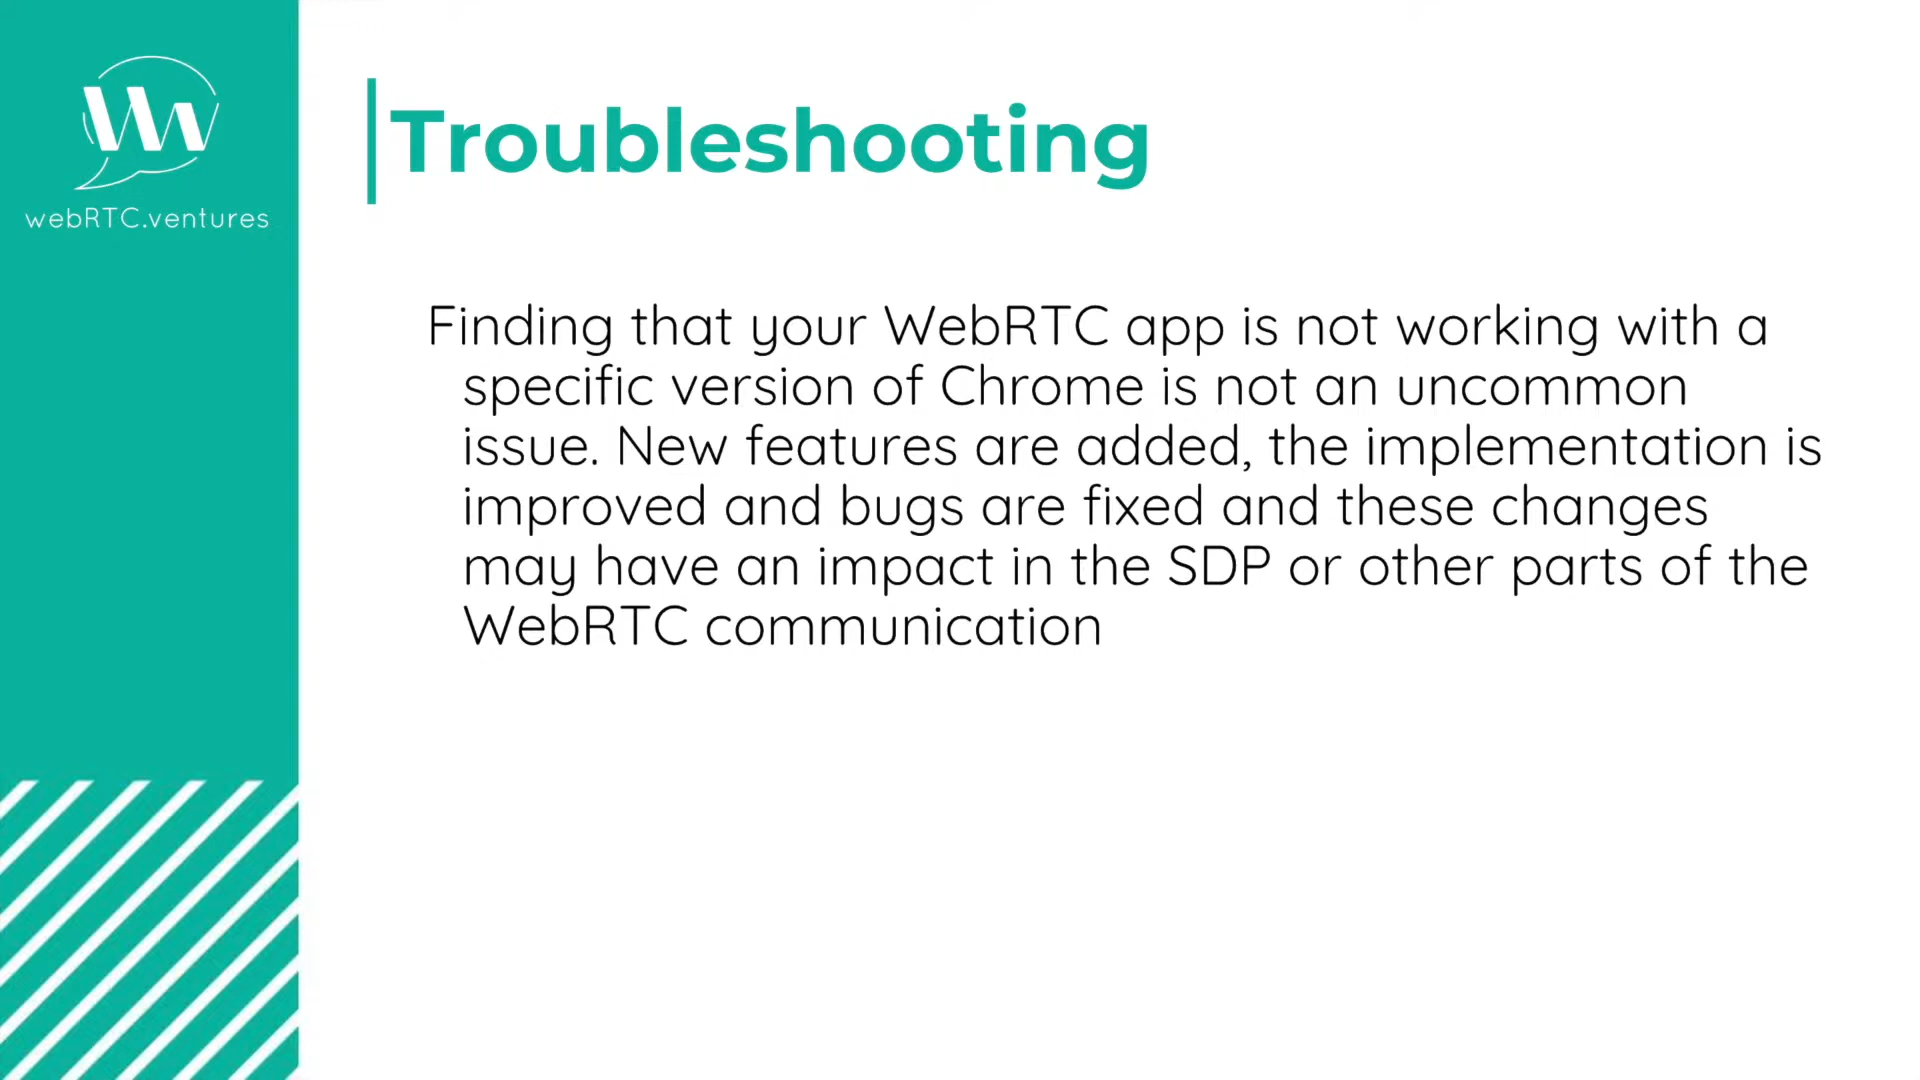 webRTC.ventures
Troubleshooting
Finding that your WebRTC app is not working with a
specific version of Chrome is not an uncommon
issue. New features are added, the implementation is
improved and bugs are fixed and these changes
may have an impact in the SDP or other parts of the
WebRTC communication